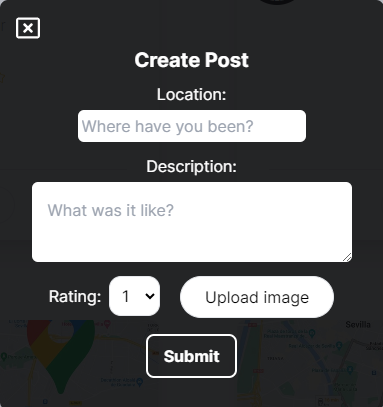 Create Post
Location:
Where have you been?
Description:
What was it like?
Rating: 1 Upload image
Sevilla
Submit